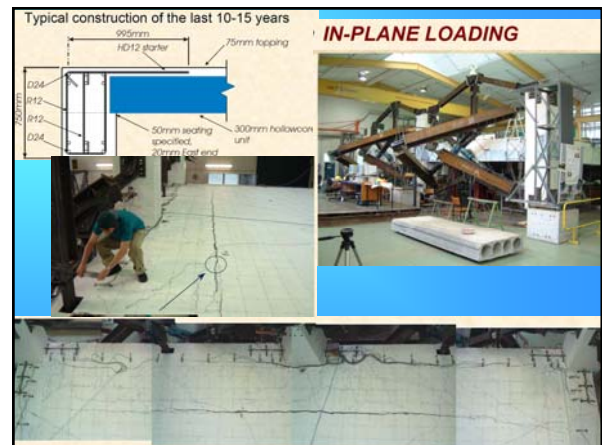 Typical construction of the last 10-15 years
995mm
HD12 starter
75mm topping
750mm
D24
R12
R12
D24
50mm seating
specified,
20mm East end
300mm hollowcore
unit
IN-PLANE LOADING